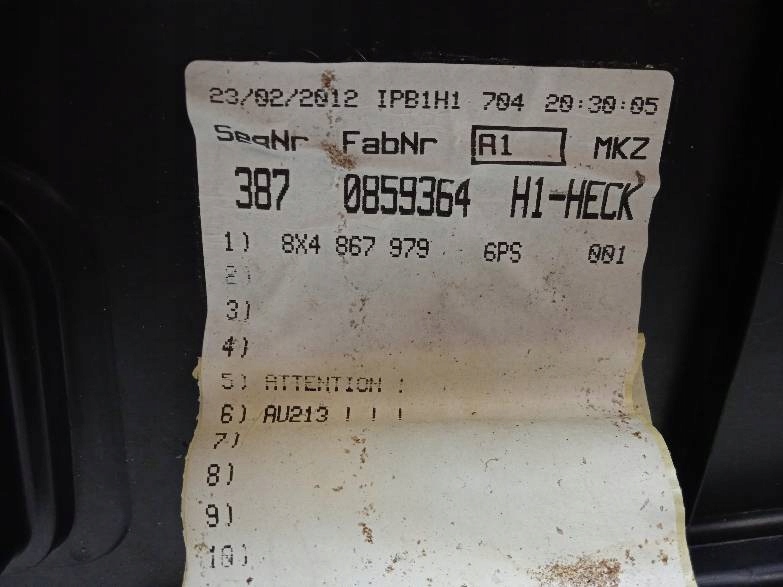 23/02/2012 IPB1H1 704 20:30:05
SeqNr FabNr A1 MKZ
387 0859364 H1-HECK
1) 8X4 867 979 6PS 001
2)
3)
4)
5) ATTENTION !
6) AU213 ! ! !
7)
8)
9)
10)